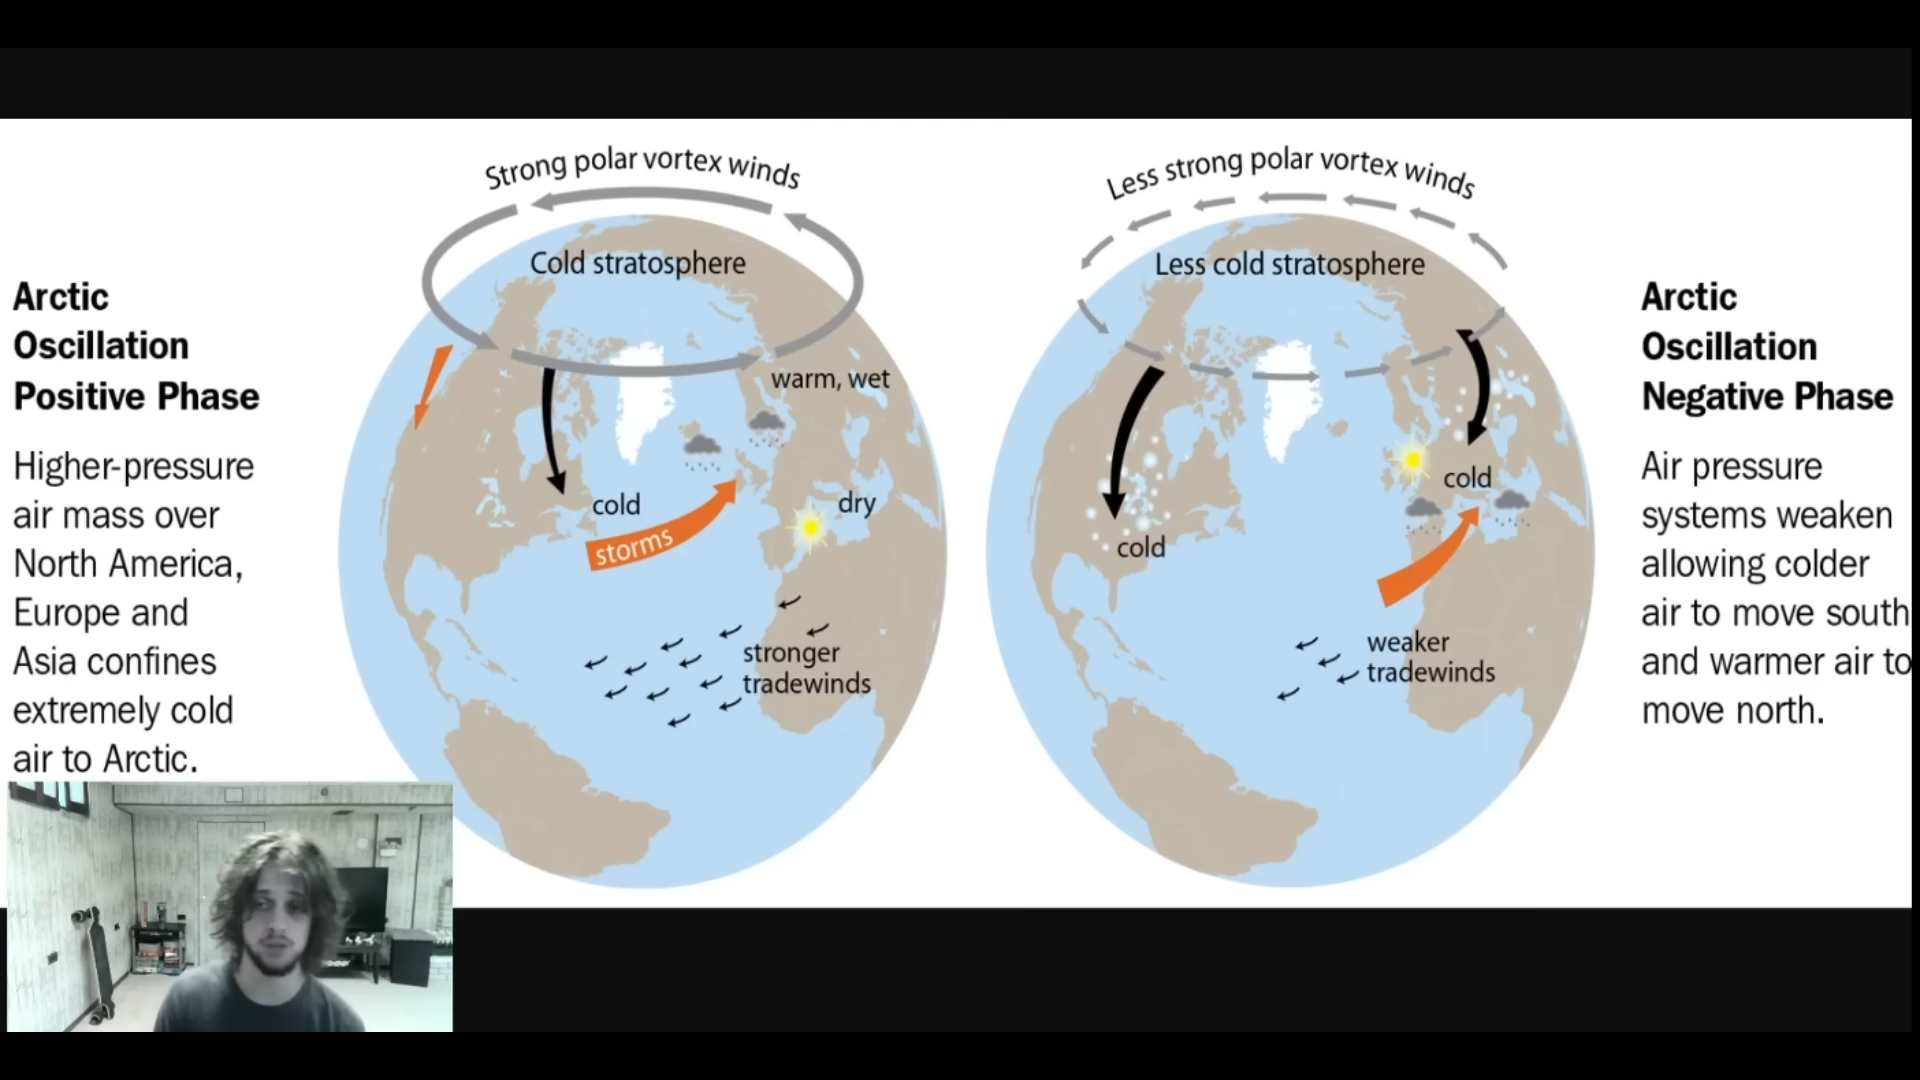 Arctic
Oscillation
Positive Phase
Higher-pressure
air mass over
North America,
Europe and
Asia confines
extremely cold
air to Arctic.
Strong polar vortex winds
Cold stratosphere
warm, wet
cold
dry
storms
stronger
tradewinds
Less strong polar vortex winds
Less cold stratosphere
cold
cold
weaker
tradewinds
Arctic
Oscillation
Negative Phase
Air pressure
systems weaken
allowing colder
air to move south
and warmer air to
move north.